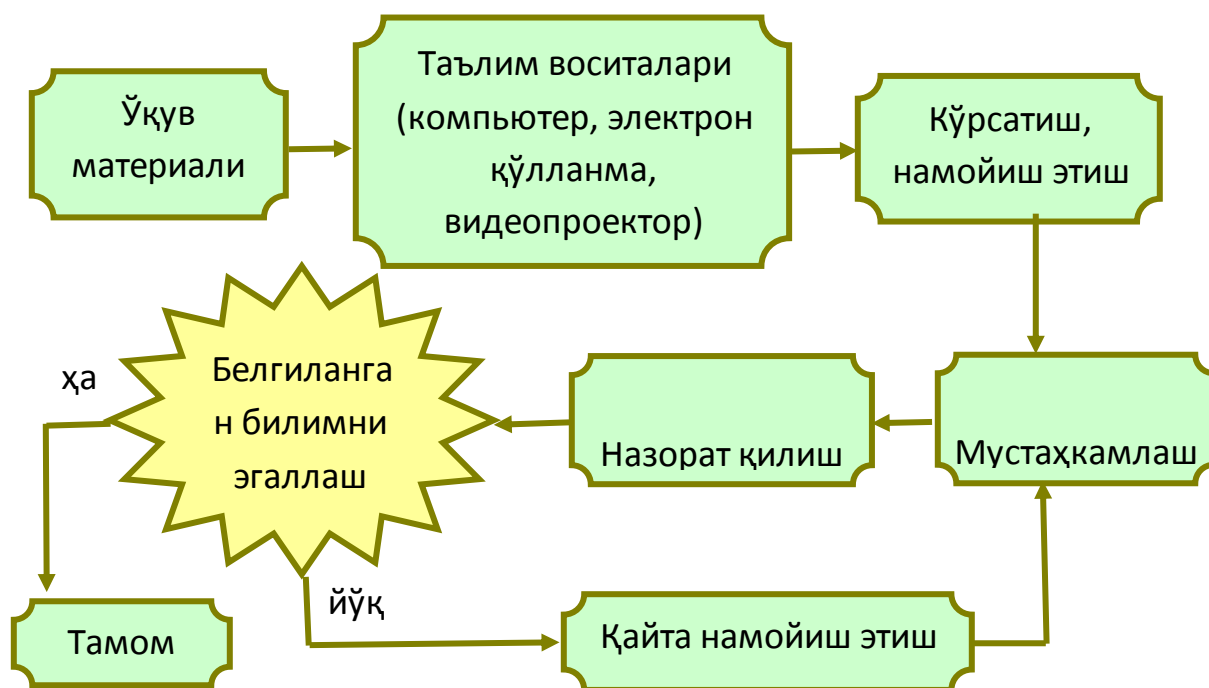 Ўқув
материали
Таълим воситалари
(компьютер, электрон
қўлланма,
видеопроектор)
Кўрсатиш,
намойиш этиш
Мустаҳкамлаш
Назорат қилиш
Белгиланга
н билимни
эгаллаш
ҳа
Тамом
йўқ
Қайта намойиш этиш